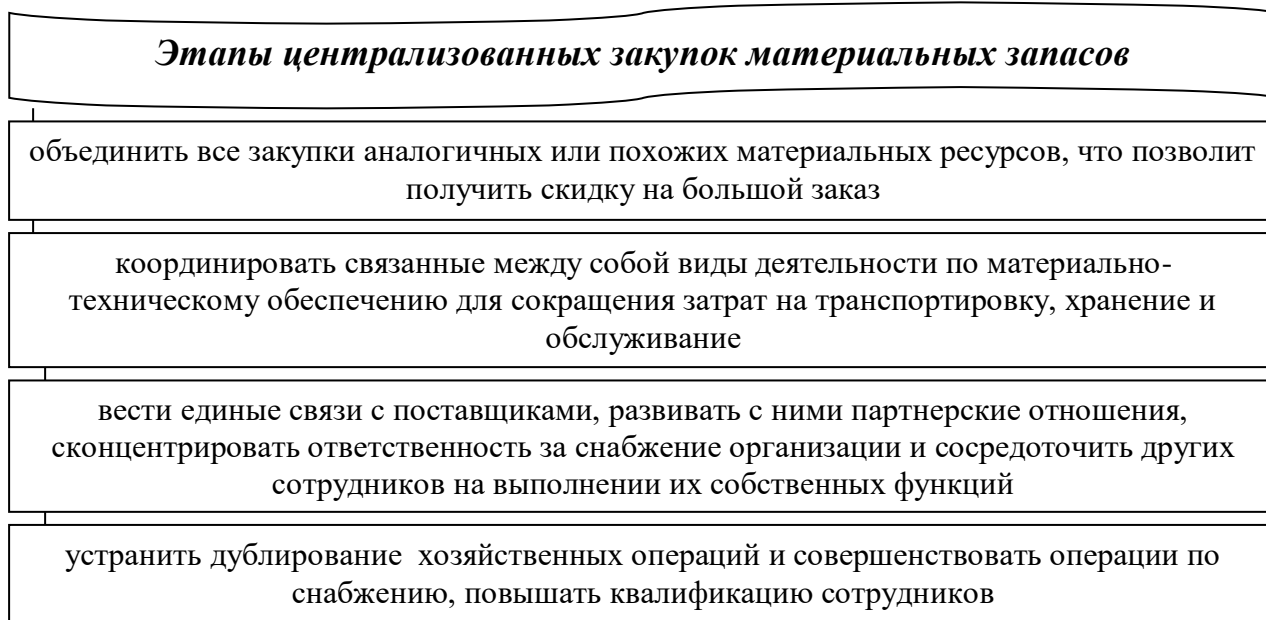 Этапы централизованных закупок материальных запасов
объединить все закупки аналогичных или похожих материальных ресурсов, что позволит
получить скидку на большой заказ
координировать связанные между собой виды деятельности по материально-
техническому обеспечению для сокращения затрат на транспортировку, хранение и
обслуживание
вести единые связи с поставщиками, развивать с ними партнерские отношения,
сконцентрировать ответственность за снабжение организации и сосредоточить других
сотрудников на выполнении их собственных функций
устранить дублирование  хозяйственных операций и совершенствовать операции по
снабжению, повышать квалификацию сотрудников